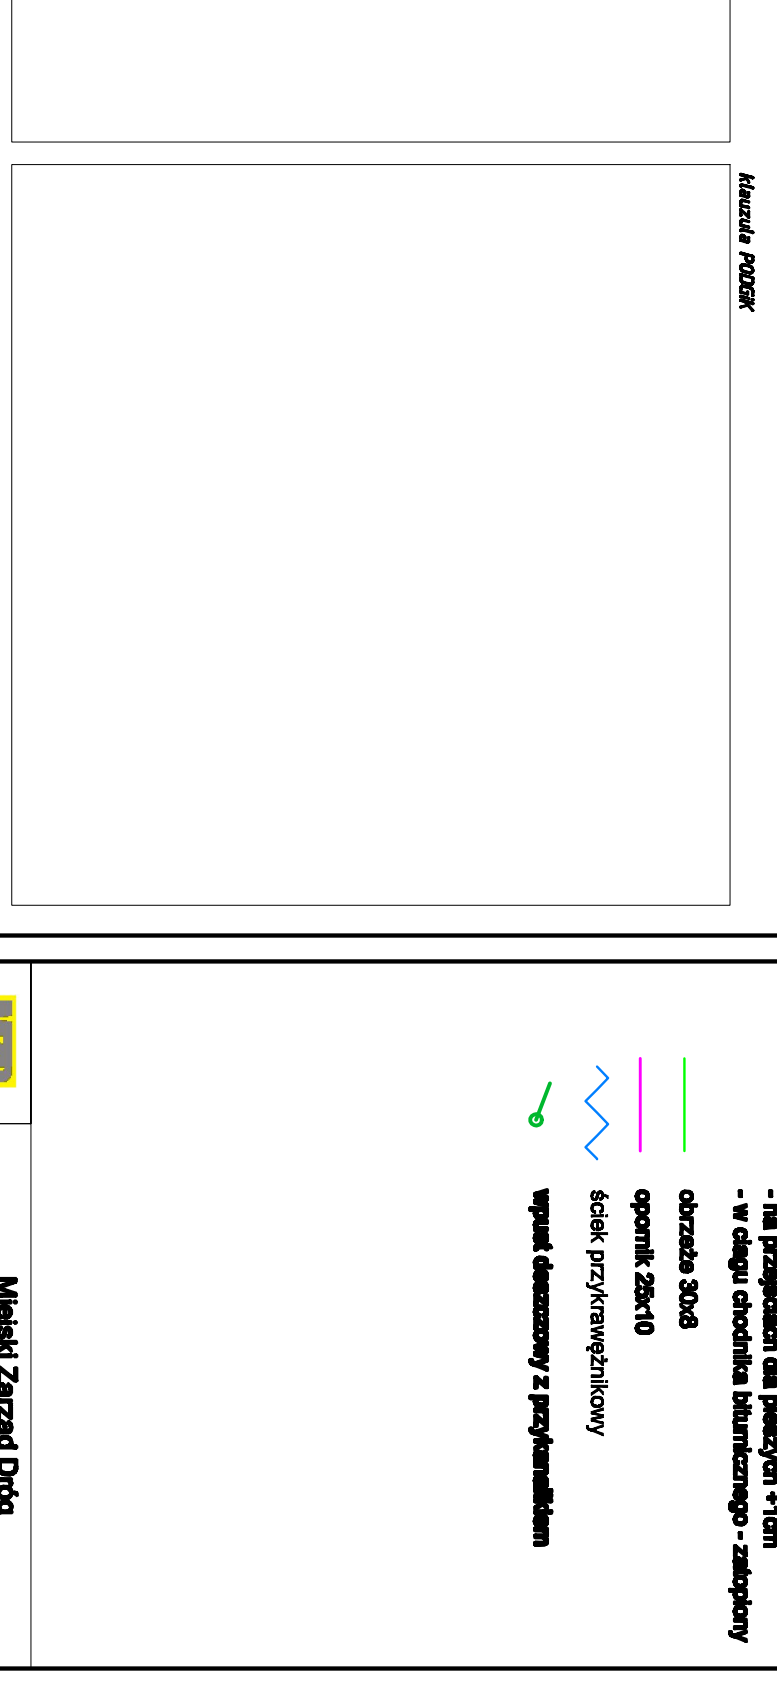 klauzula PODGiK
- na przejściach dla pieszych +1cm
- w ciągu chodnika bitumicznego - zatopiony
obrzeże 30x8
opornik 25x10
ściek przykrawężnikowy
wpust deszczowy z przykanalikiem
Miejski Zarząd Dróg